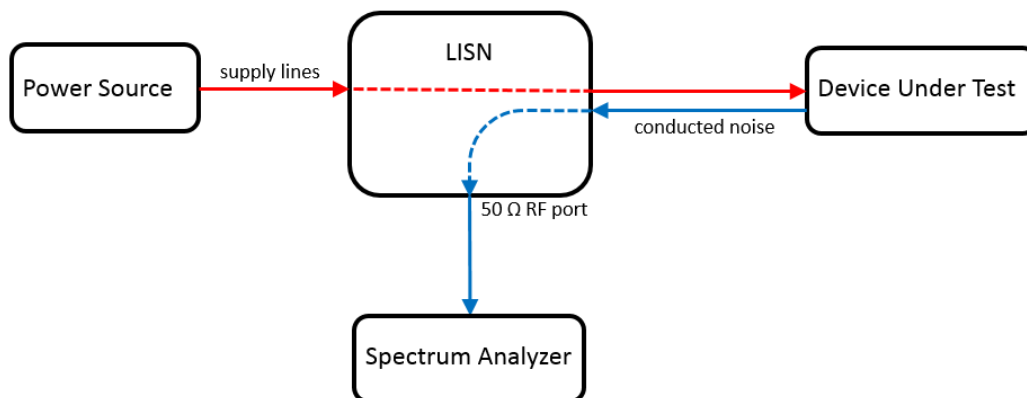 LISN
Power Source
supply lines
Device Under Test
conducted noise
50 Ω RF port
Spectrum Analyzer